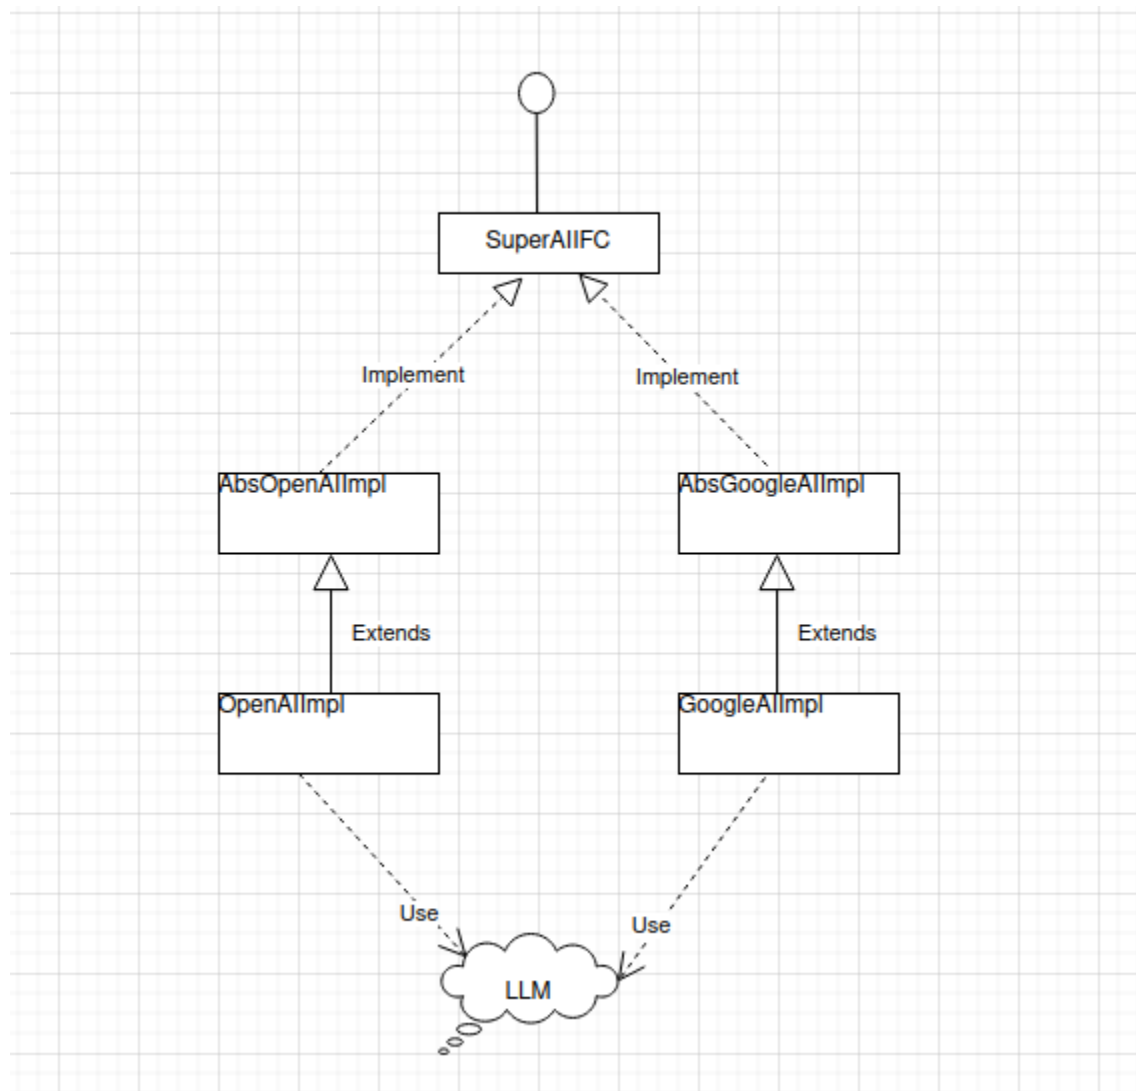 SuperAIIFC
Implement
Implement
AbsOpenAIImpl
AbsGoogleAIImpl
Extends
Extends
OpenAIImpl
GoogleAIImpl
Use
Use
LLM